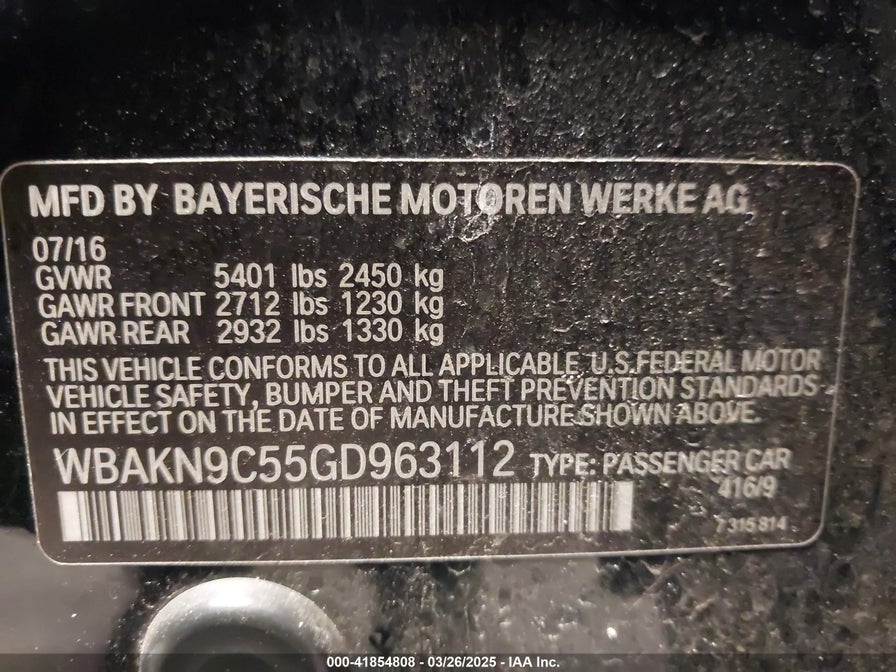 MFD BY BAYERISCHE MOTOREN WERKE AG
07/16
GVWR 5401 lbs 2450 kg
GAWR FRONT 2712 lbs 1230 kg
GAWR REAR 2932 lbs 1330 kg
THIS VEHICLE CONFORMS TO ALL APPLICABLE U.S.FEDERAL MOTOR
VEHICLE SAFETY, BUMPER AND THEFT PREVENTION STANDARDS
IN EFFECT ON THE DATE OF MANUFACTURE SHOWN ABOVE.
WBAKN9C55GD963112 TYPE: PASSENGER CAR
416/9
7 315 814
000-41854808 - 03/26/2025 - IAA Inc.